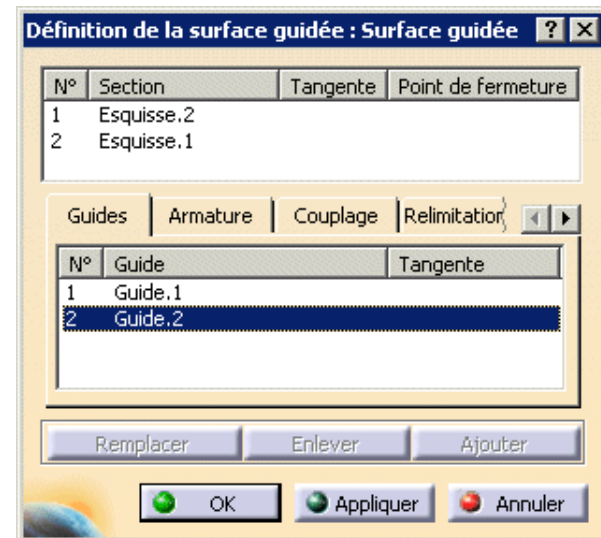 Définition de la surface guidée : Surface guidée ? X
N° Section Tangente Point de fermeture
1 Esquisse.2
2 Esquisse.1
Guides Armature Couplage Relimitation
N° Guide Tangente
1 Guide.1
2 Guide.2
Remplacer Enlever Ajouter
OK Appliquer Annuler